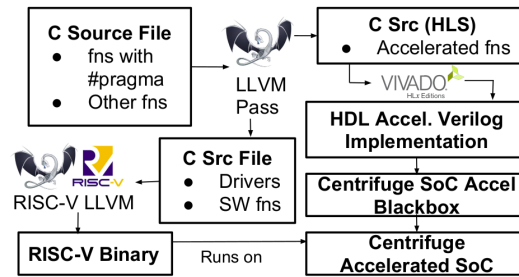 C Source File
● fns with
#pragma
● Other fns
LLVM
Pass
C Src (HLS)
● Accelerated fns
VIVADO
HLx Editions
HDL Accel. Verilog
Implementation
C Src File
● Drivers
● SW fns
RISC-V
RISC-V LLVM
Centrifuge SoC Accel
Blackbox
RISC-V Binary
Runs on
Centrifuge
Accelerated SoC